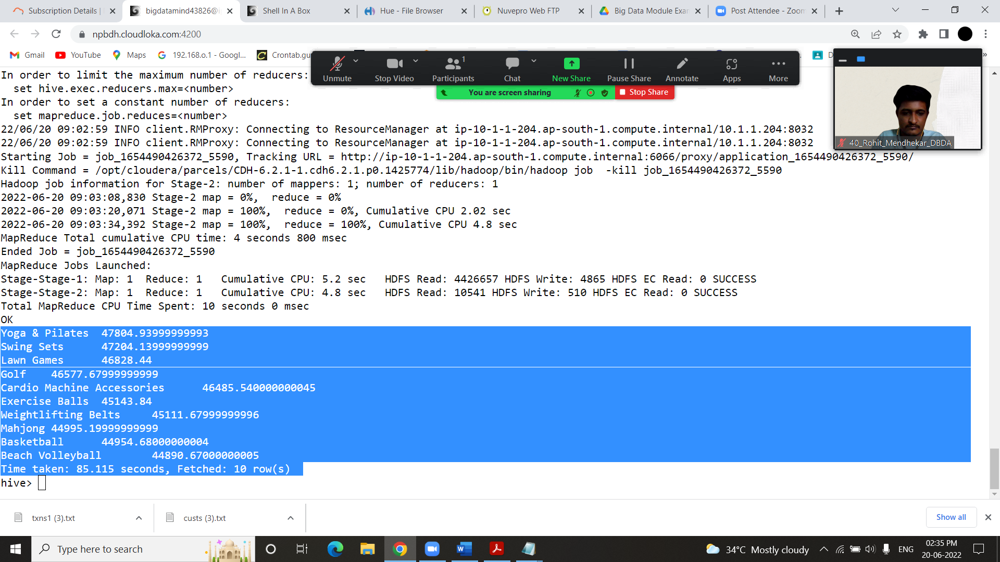 Subscription Details |
bigdatamind43826@i
Shell In A Box
Hue - File Browser
Nuvepro Web FTP
Big Data Module Exam
Post Attendee - Zoom
npbdh.cloudloka.com:4200
Gmail
YouTube
Maps
192.168.o.1 - Googl...
Crontab.gu
D
»
Unmute
Stop Video
Participants
1
Chat
New Share
Pause Share
Annotate
Apps
More
You are screen sharing
Stop Share
40_Rohit_Mendhekar_DBDA
In order to limit the maximum number of reducers:
set hive.exec.reducers.max=<number>
In order to set a constant number of reducers:
set mapreduce.job.reduces=<number>
22/06/20 09:02:59 INFO client.RMProxy: Connecting to ResourceManager at ip-10-1-1-204.ap-south-1.compute.internal/10.1.1.204:8032
22/06/20 09:02:59 INFO client.RMProxy: Connecting to ResourceManager at ip-10-1-1-204.ap-south-1.compute.internal/10.1.1.204:8032
Starting Job = job_1654490426372_5590, Tracking URL = http://ip-10-1-1-204.ap-south-1.compute.internal:6066/proxy/application_1654490426372_5590/
Kill Command = /opt/cloudera/parcels/CDH-6.2.1-1.cdh6.2.1.p0.1425774/lib/hadoop/bin/hadoop job  -kill job_1654490426372_5590
Hadoop job information for Stage-2: number of mappers: 1; number of reducers: 1
2022-06-20 09:03:08,830 Stage-2 map = 0%,  reduce = 0%
2022-06-20 09:03:20,071 Stage-2 map = 100%,  reduce = 0%, Cumulative CPU 2.02 sec
2022-06-20 09:03:34,392 Stage-2 map = 100%,  reduce = 100%, Cumulative CPU 4.8 sec
MapReduce Total cumulative CPU time: 4 seconds 800 msec
Ended Job = job_1654490426372_5590
MapReduce Jobs Launched:
Stage-Stage-1: Map: 1  Reduce: 1   Cumulative CPU: 5.2 sec   HDFS Read: 4426657 HDFS Write: 4865 HDFS EC Read: 0 SUCCESS
Stage-Stage-2: Map: 1  Reduce: 1   Cumulative CPU: 4.8 sec   HDFS Read: 10541 HDFS Write: 510 HDFS EC Read: 0 SUCCESS
Total MapReduce CPU Time Spent: 10 seconds 0 msec
OK
Yoga & Pilates  47804.93999999993
Swing Sets      47204.13999999999
Lawn Games      46828.44
Golf    46577.67999999999
Cardio Machine Accessories      46485.540000000045
Exercise Balls  45143.84
Weightlifting Belts     45111.67999999996
Mahjong 44995.19999999999
Basketball      44954.68000000004
Beach Volleyball        44890.67000000005
Time taken: 85.115 seconds, Fetched: 10 row(s)
hive>
txns1 (3).txt
custs (3).txt
Show all
Type here to search
34°C Mostly cloudy
ENG
02:35 PM
20-06-2022